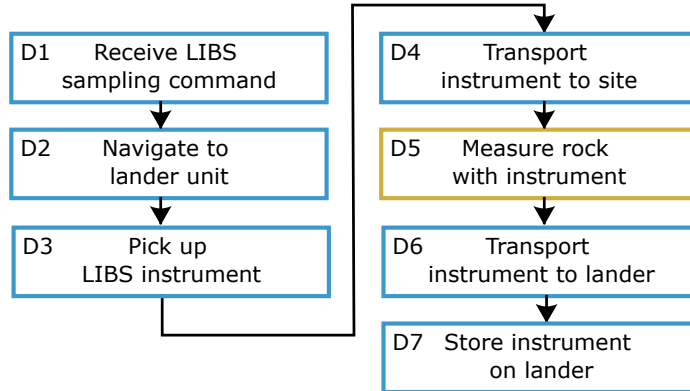 D1 Receive LIBS
sampling command
D2 Navigate to
lander unit
D3 Pick up
LIBS instrument
D4 Transport
instrument to site
D5 Measure rock
with instrument
D6 Transport
instrument to lander
D7 Store instrument
on lander